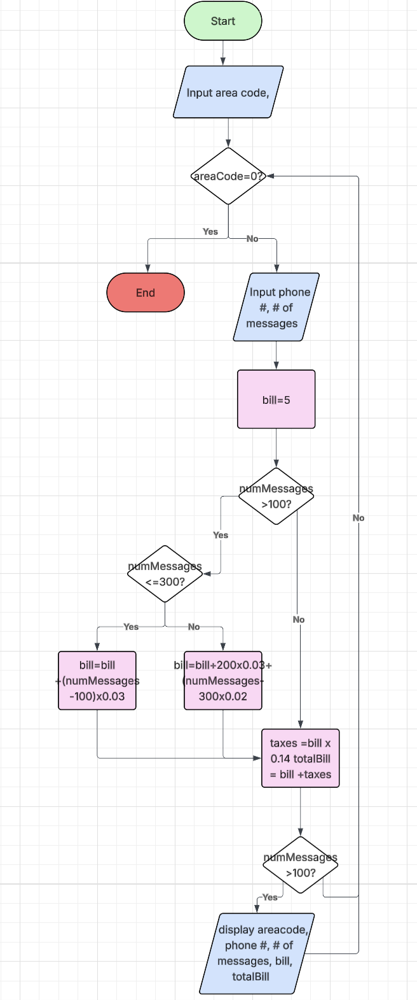 Start
Input area code,
areaCode=0?
Yes
No
End
Input phone
#, # of
messages
bill=5
numMessages
>100?
No
Yes
numMessages
<=300?
No
Yes
No
bill=bill
+(numMessages
-100)x0.03
bill=bill+200x0.03+
(numMessages-
300x0.02
taxes =bill x
0.14 totalBill
= bill +taxes
numMessages
>100?
Yes
display areacode,
phone #, # of
messages, bill,
totalBill